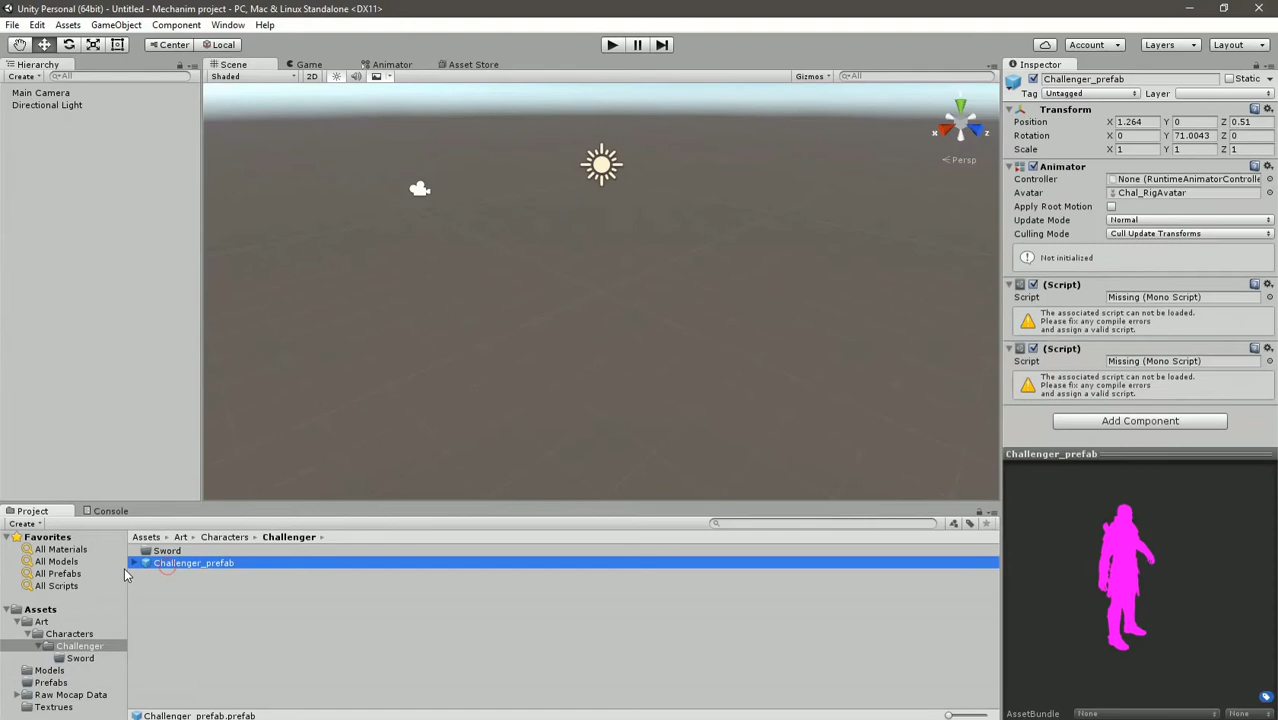 Unity Personal (64bit) - Untitled - Mechanim project - PC, Mac & Linux Standalone <DX11>
File Edit Assets GameObject Component Window Help
Center Local Account Layers Layout
Hierarchy
Create All
Main Camera
Directional Light
Scene Game Animator Asset Store
Shaded 2D Gizmos All
x z
Persp
Inspector
Challenger_prefab Static
Tag Untagged Layer
Transform
Position X 1.264 Y 0 Z 0.51
Rotation X 0 Y 71.0043 Z 0
Scale X 1 Y 1 Z 1
Animator
Controller None (RuntimeAnimatorControlle
Avatar Chal_RigAvatar
Apply Root Motion
Update Mode Normal
Culling Mode Cull Update Transforms
Not initialized
(Script)
Script Missing (Mono Script)
The associated script can not be loaded.
Please fix any compile errors
and assign a valid script.
(Script)
Script Missing (Mono Script)
The associated script can not be loaded.
Please fix any compile errors
and assign a valid script.
Add Component
Challenger_prefab
AssetBundle None None
Project Console
Create
Favorites
All Materials
All Models
All Prefabs
All Scripts
Assets
Art
Characters
Challenger
Sword
Models
Prefabs
Raw Mocap Data
Textrues
Assets Art Characters Challenger
Sword
Challenger_prefab
Challenger_prefab.prefab